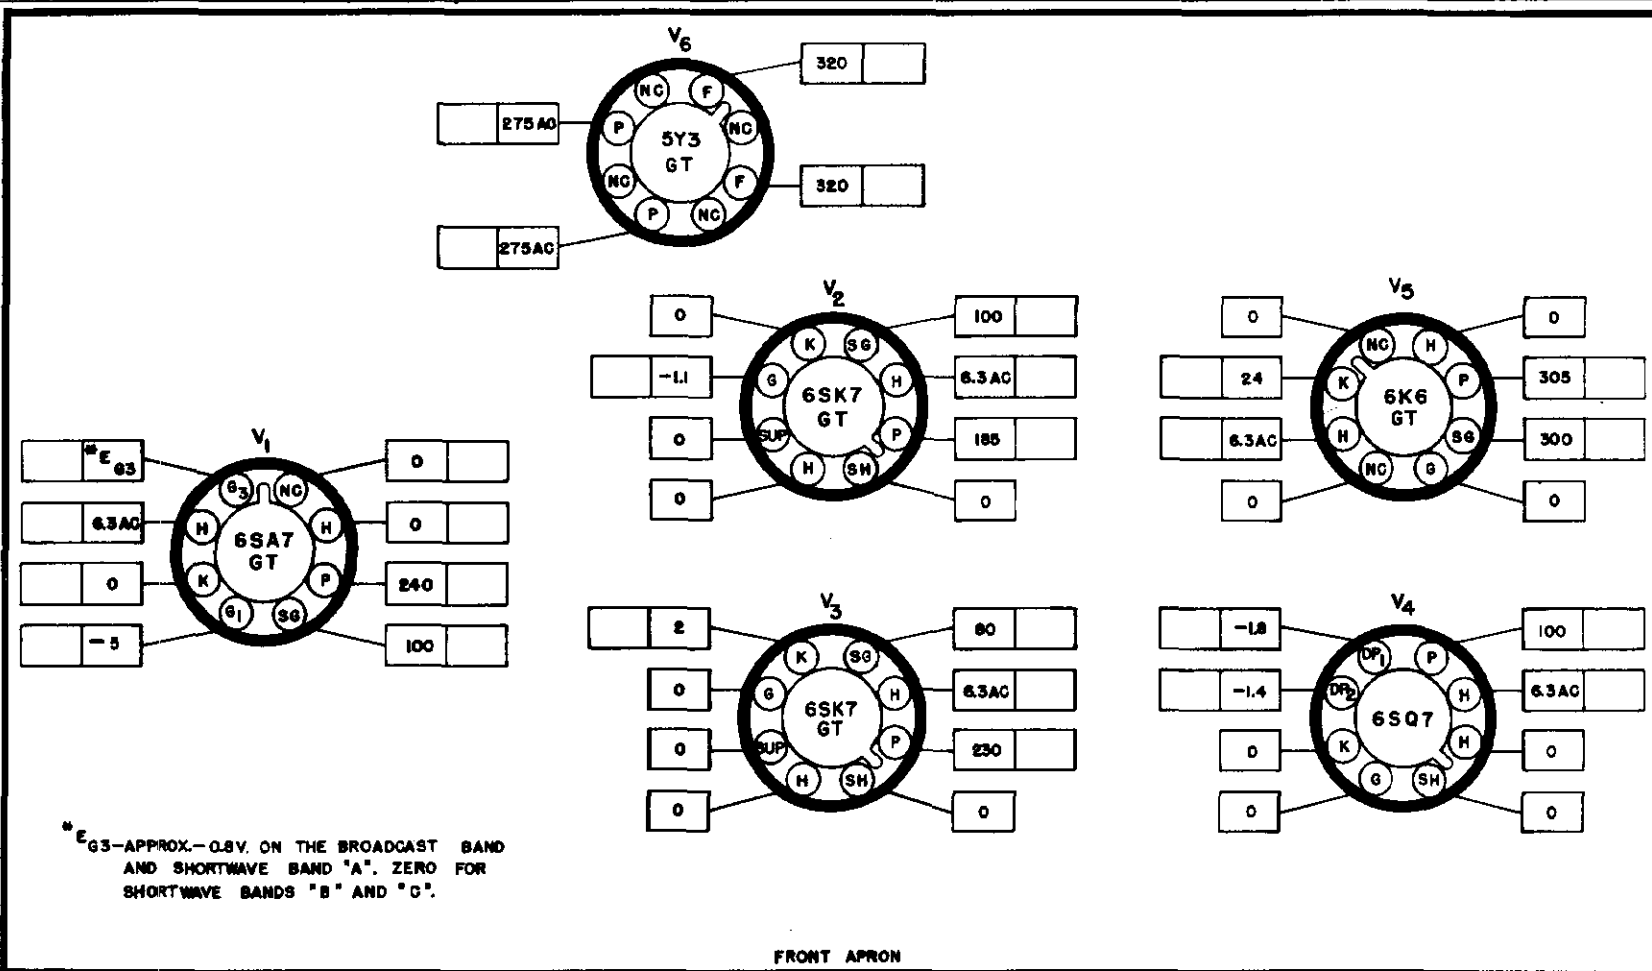 V6
320
275 AC
NC
F
P
NC
5Y3
GT
NC
F
P
NC
320
275AC
V2
0
100
-1.1
6.3AC
0
185
0
0
K
SG
G
H
6SK7
GT
SUP
P
H
SH
V5
0
0
24
305
6.3AC
300
0
0
NC
H
K
P
6K6
GT
H
SG
NC
G
V1
*EG3
0
6.3AC
0
0
240
-5
100
G3
NC
H
H
6SA7
GT
K
P
G1
SG
V3
2
80
0
6.3AC
0
230
0
0
K
SG
G
H
6SK7
GT
SUP
P
H
SH
V4
-1.8
100
-1.4
6.3AC
0
0
0
0
DP1
P
DP2
H
6SQ7
K
H
G
SH
*EG3-APPROX.-0.8V. ON THE BROADCAST BAND
AND SHORTWAVE BAND "A". ZERO FOR
SHORTWAVE BANDS "B" AND "C".
FRONT APRON